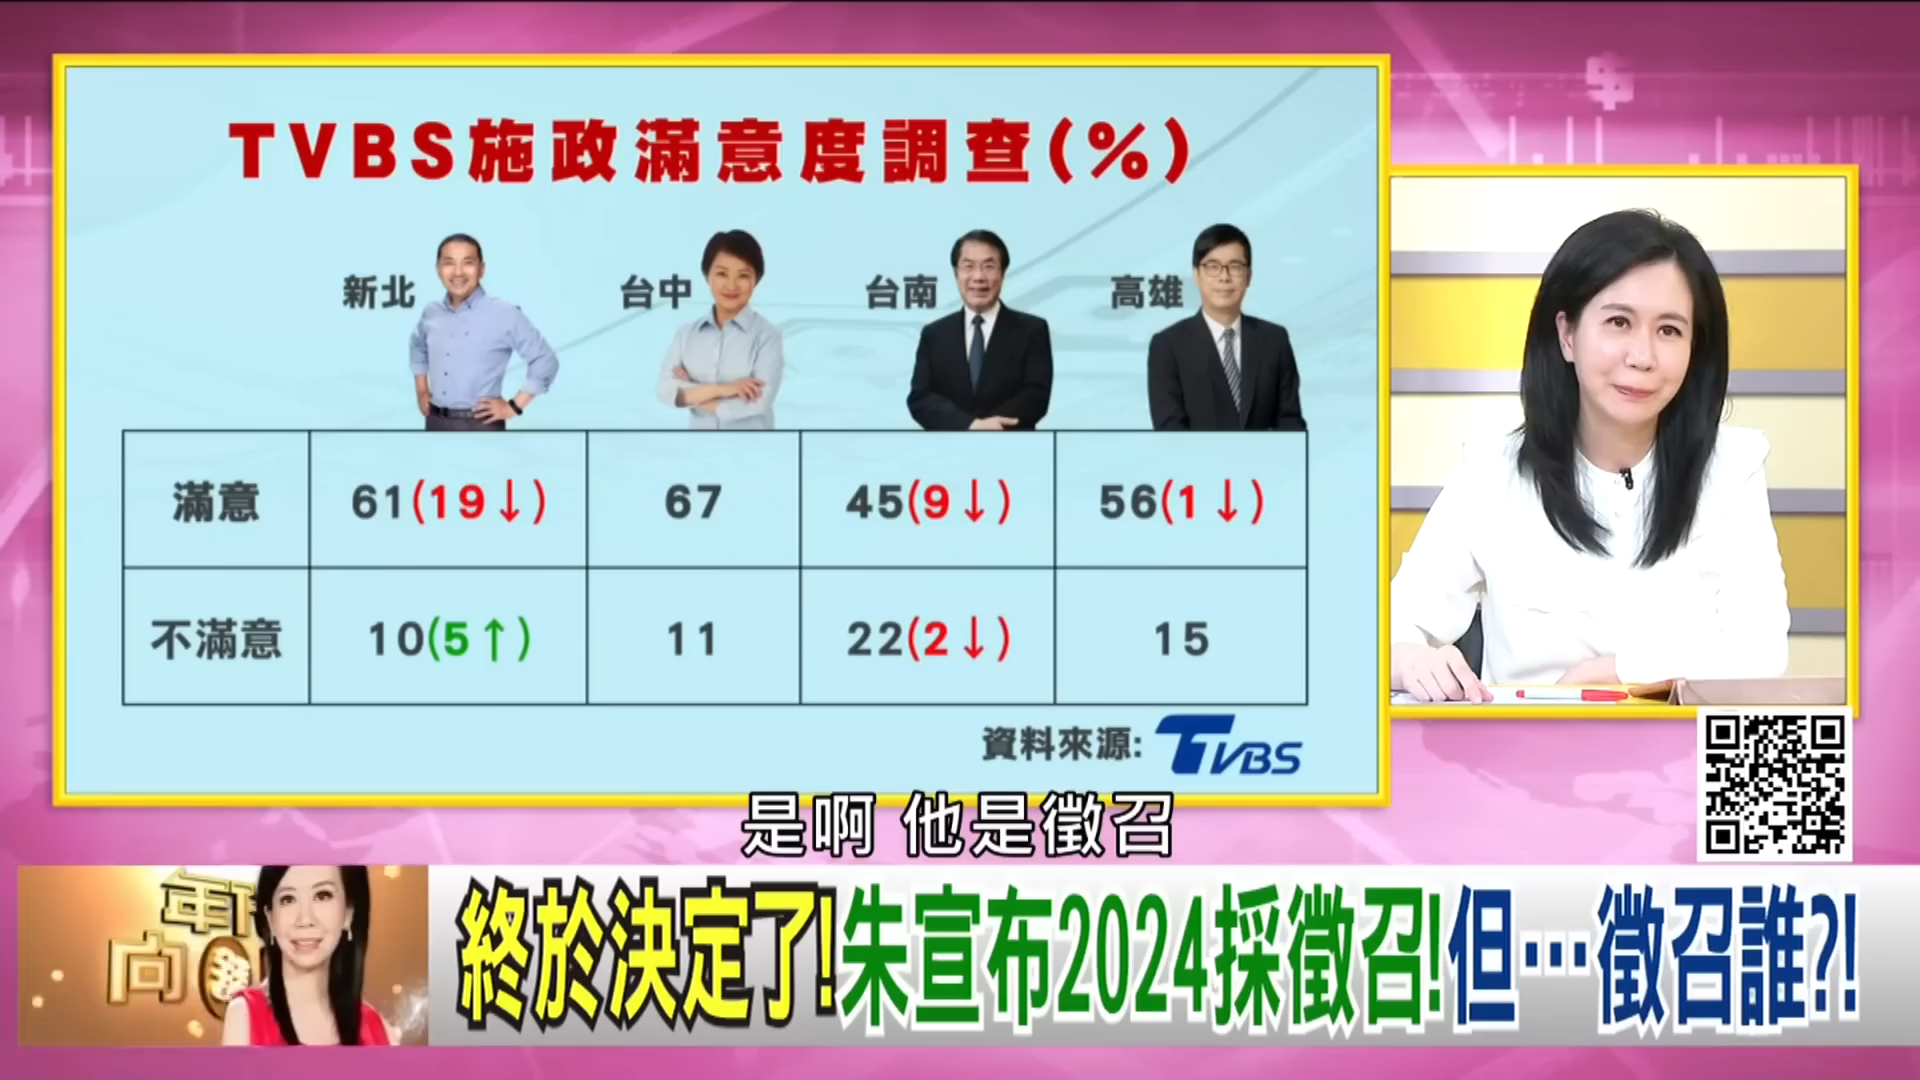 TVBS施政滿意度調查(%)
新北 台中 台南 高雄
滿意 61(19↓) 67 45(9↓) 56(1↓)
不滿意 10(5↑) 11 22(2↓) 15
資料來源: TVBS
是啊 他是徵召
向
終於決定了!朱宣布2024採徵召!但…徵召誰?!